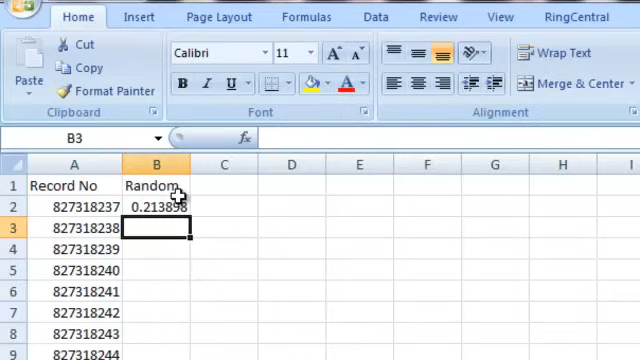 Home Insert Page Layout Formulas Data Review View RingCentral
Cut
Calibri 11 A A Wrap Text
Paste Copy
Format Painter B I U A Merge & Center
Clipboard Font Alignment
B3 fx
A B C D E F G H I
1 Record No Random
2 827318237 0.213898
3 827318238
4 827318239
5 827318240
6 827318241
7 827318242
8 827318243
9 827318244